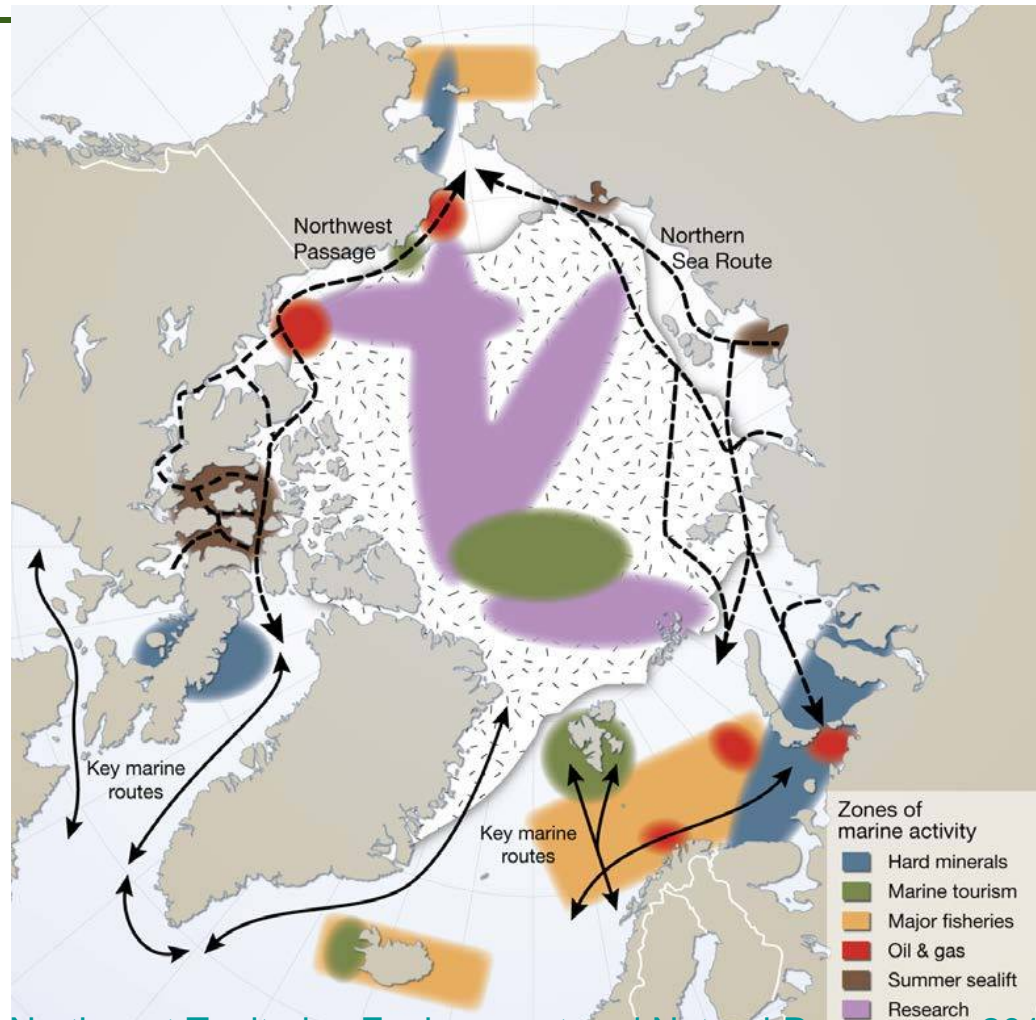 Northwest
Passage
Northern
Sea Route
Key marine
routes
Key marine
routes
Zones of
marine activity
Hard minerals
Marine tourism
Major fisheries
Oil & gas
Summer sealift
Research